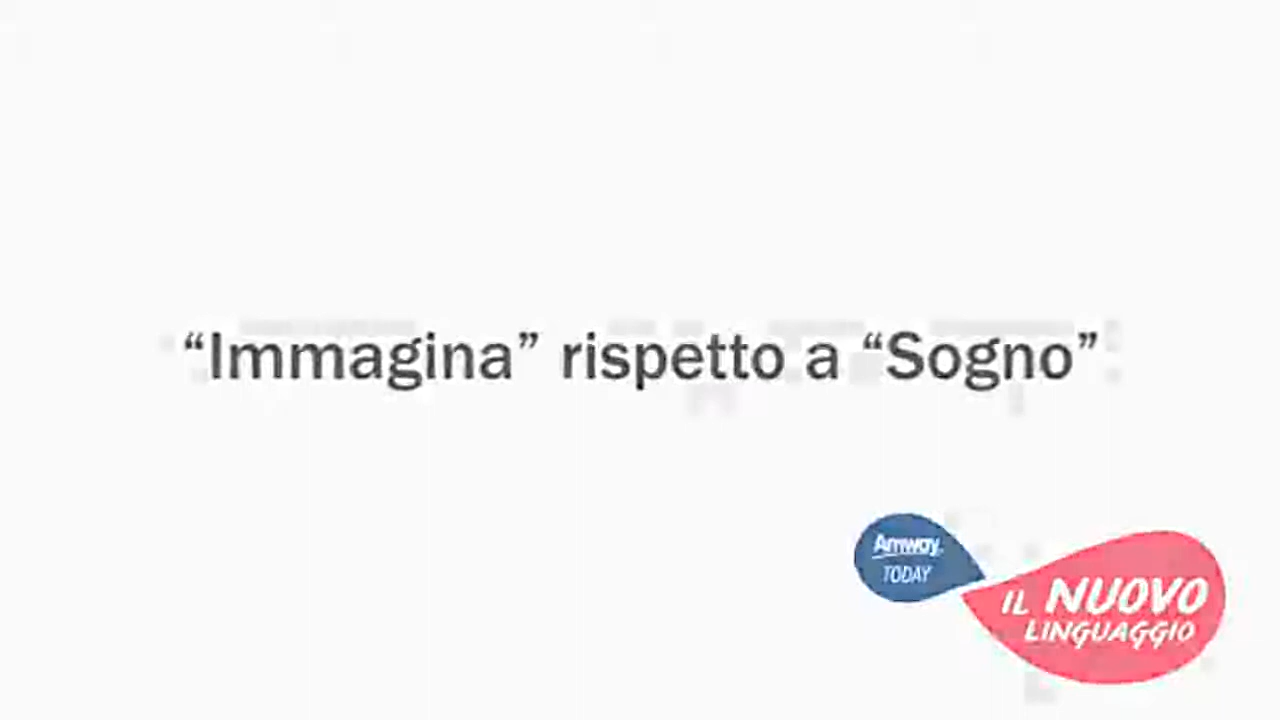 “Immagina” rispetto a “Sogno”
Amway
TODAY
IL NUOVO
LINGUAGGIO